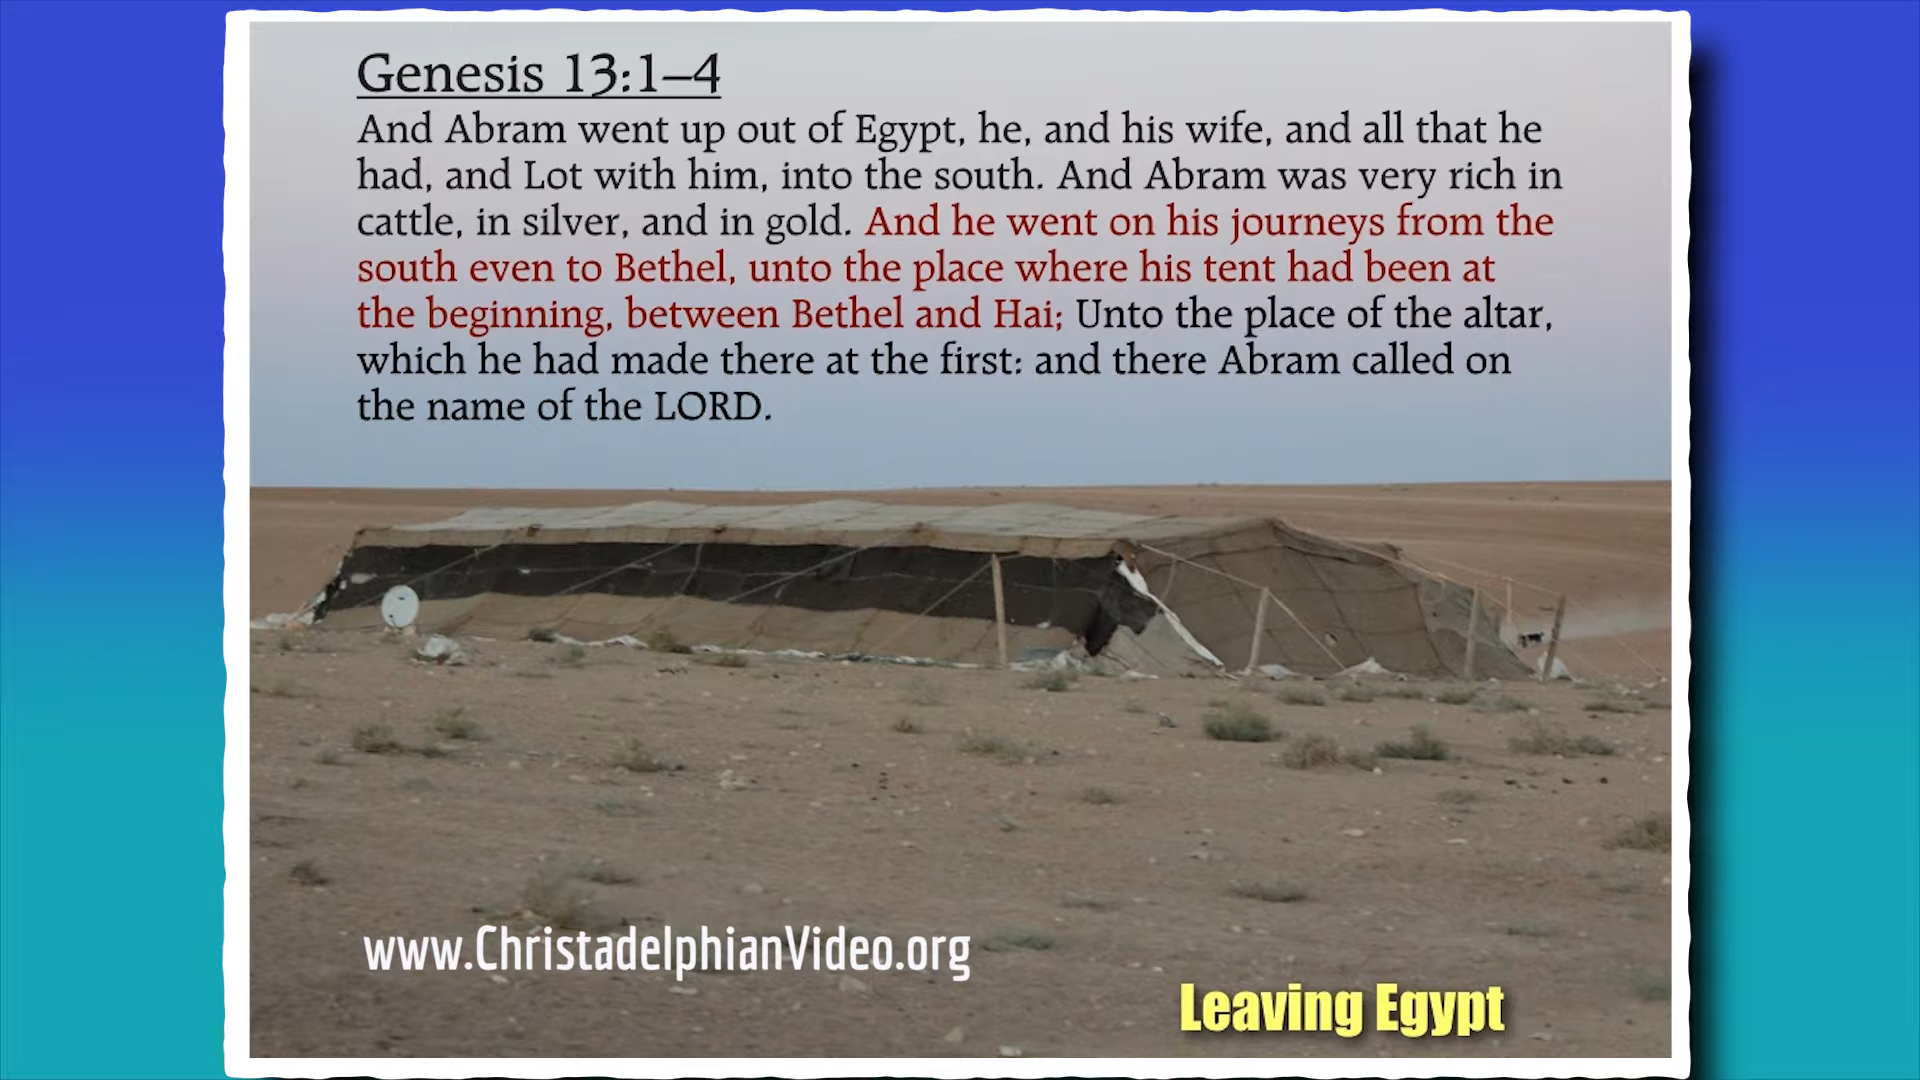 Genesis 13:1–4
And Abram went up out of Egypt, he, and his wife, and all that he
had, and Lot with him, into the south. And Abram was very rich in
cattle, in silver, and in gold. And he went on his journeys from the
south even to Bethel, unto the place where his tent had been at
the beginning, between Bethel and Hai; Unto the place of the altar,
which he had made there at the first: and there Abram called on
the name of the LORD.
www.ChristadelphianVideo.org
Leaving Egypt